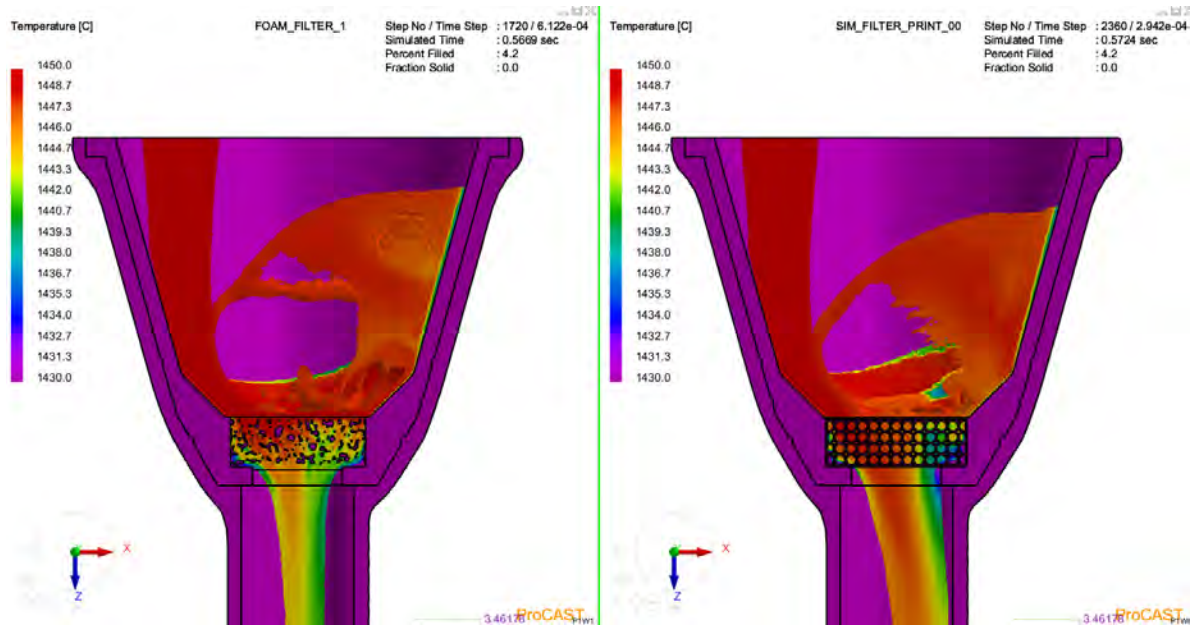 Temperature [C]
FOAM_FILTER_1
Step No / Time Step : 1720 / 6.122e-04
Simulated Time : 0.5669 sec
Percent Filled : 4.2
Fraction Solid : 0.0
1450.0
1448.7
1447.3
1446.0
1444.7
1443.3
1442.0
1440.7
1439.3
1438.0
1436.7
1435.3
1434.0
1432.7
1431.3
1430.0
X
Z
3.46178
ProCAST
Temperature [C]
SIM_FILTER_PRINT_00
Step No / Time Step : 2360 / 2.942e-04
Simulated Time : 0.5724 sec
Percent Filled : 4.2
Fraction Solid : 0.0
1450.0
1448.7
1447.3
1446.0
1444.7
1443.3
1442.0
1440.7
1439.3
1438.0
1436.7
1435.3
1434.0
1432.7
1431.3
1430.0
X
Z
3.46178
ProCAST